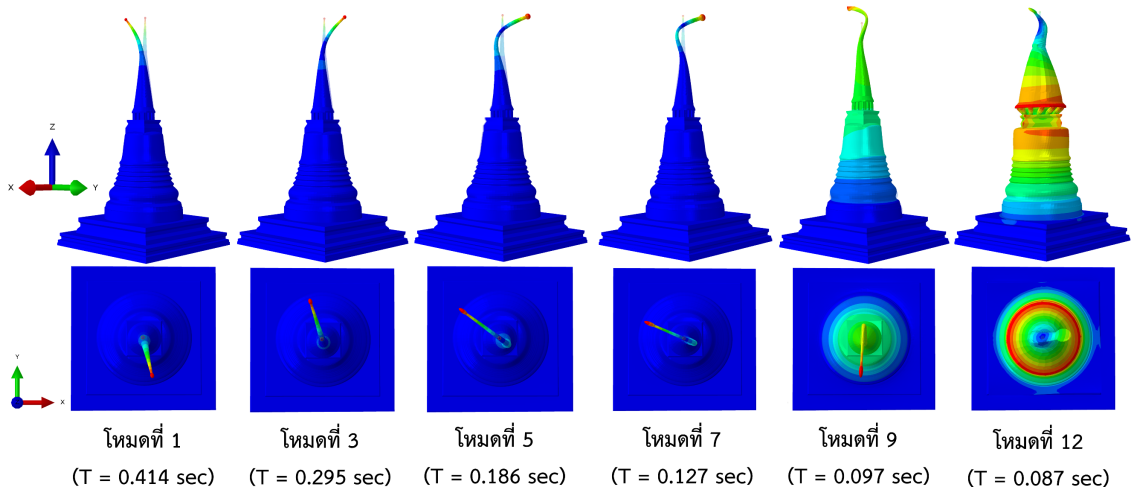 Z
X
Y
Y
X
โหมดที่ 1
(T = 0.414 sec)
โหมดที่ 3
(T = 0.295 sec)
โหมดที่ 5
(T = 0.186 sec)
โหมดที่ 7
(T = 0.127 sec)
โหมดที่ 9
(T = 0.097 sec)
โหมดที่ 12
(T = 0.087 sec)